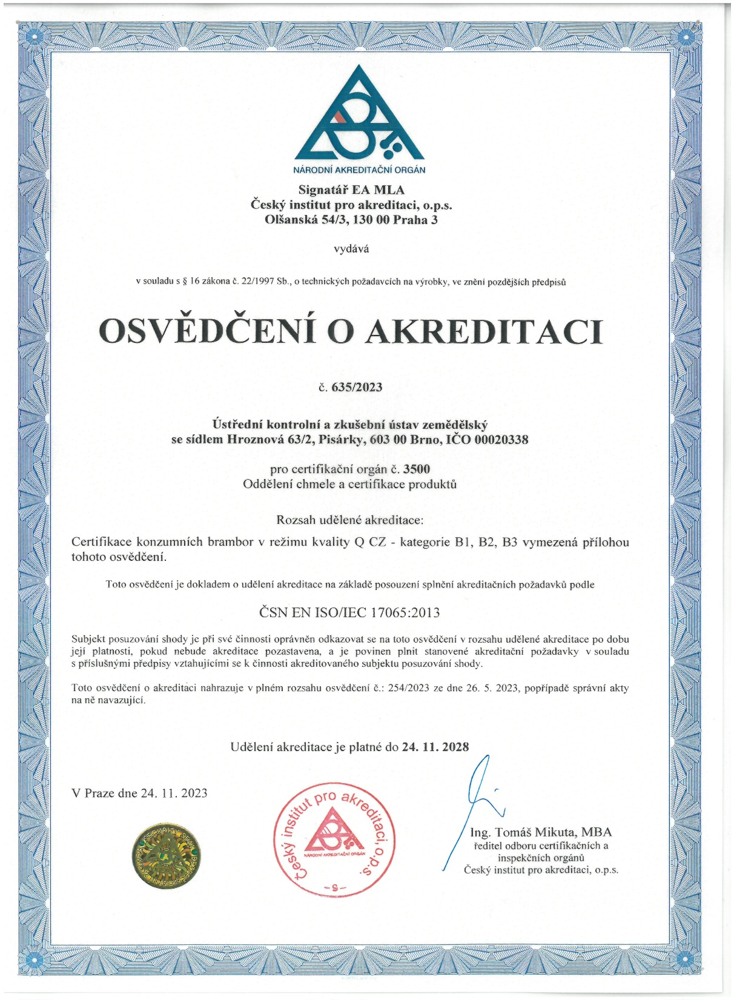 NÁRODNÍ AKREDITAČNÍ ORGÁN
Signatář EA MLA
Český institut pro akreditaci, o.p.s.
Olšanská 54/3, 130 00 Praha 3
vydává
v souladu s § 16 zákona č. 22/1997 Sb., o technických požadavcích na výrobky, ve znění pozdějších předpisů
OSVĚDČENÍ O AKREDITACI
č. 635/2023
Ústřední kontrolní a zkušební ústav zemědělský
se sídlem Hroznová 63/2, Pisárky, 603 00 Brno, IČO 00020338
pro certifikační orgán č. 3500
Oddělení chmele a certifikace produktů
Rozsah udělené akreditace:
Certifikace konzumních brambor v režimu kvality Q CZ - kategorie B1, B2, B3 vymezená přílohou
tohoto osvědčení.
Toto osvědčení je dokladem o udělení akreditace na základě posouzení splnění akreditačních požadavků podle
ČSN EN ISO/IEC 17065:2013
Subjekt posuzování shody je při své činnosti oprávněn odkazovat se na toto osvědčení v rozsahu udělené akreditace po dobu
její platnosti, pokud nebude akreditace pozastavena, a je povinen plnit stanovené akreditační požadavky v souladu
s příslušnými předpisy vztahujícími se k činnosti akreditovaného subjektu posuzování shody.
Toto osvědčení o akreditaci nahrazuje v plném rozsahu osvědčení č.: 254/2023 ze dne 26. 5. 2023, popřípadě správní akty
na ně navazující.
Udělení akreditace je platné do 24. 11. 2028
V Praze dne 24. 11. 2023
Český institut pro akreditaci, o.p.s.
NÁRODNÍ AKREDITAČNÍ ORGÁN
-8-
SECURITY SEAL
Ing. Tomáš Mikuta, MBA
ředitel odboru certifikačních a
inspekčních orgánů
Český institut pro akreditaci, o.p.s.